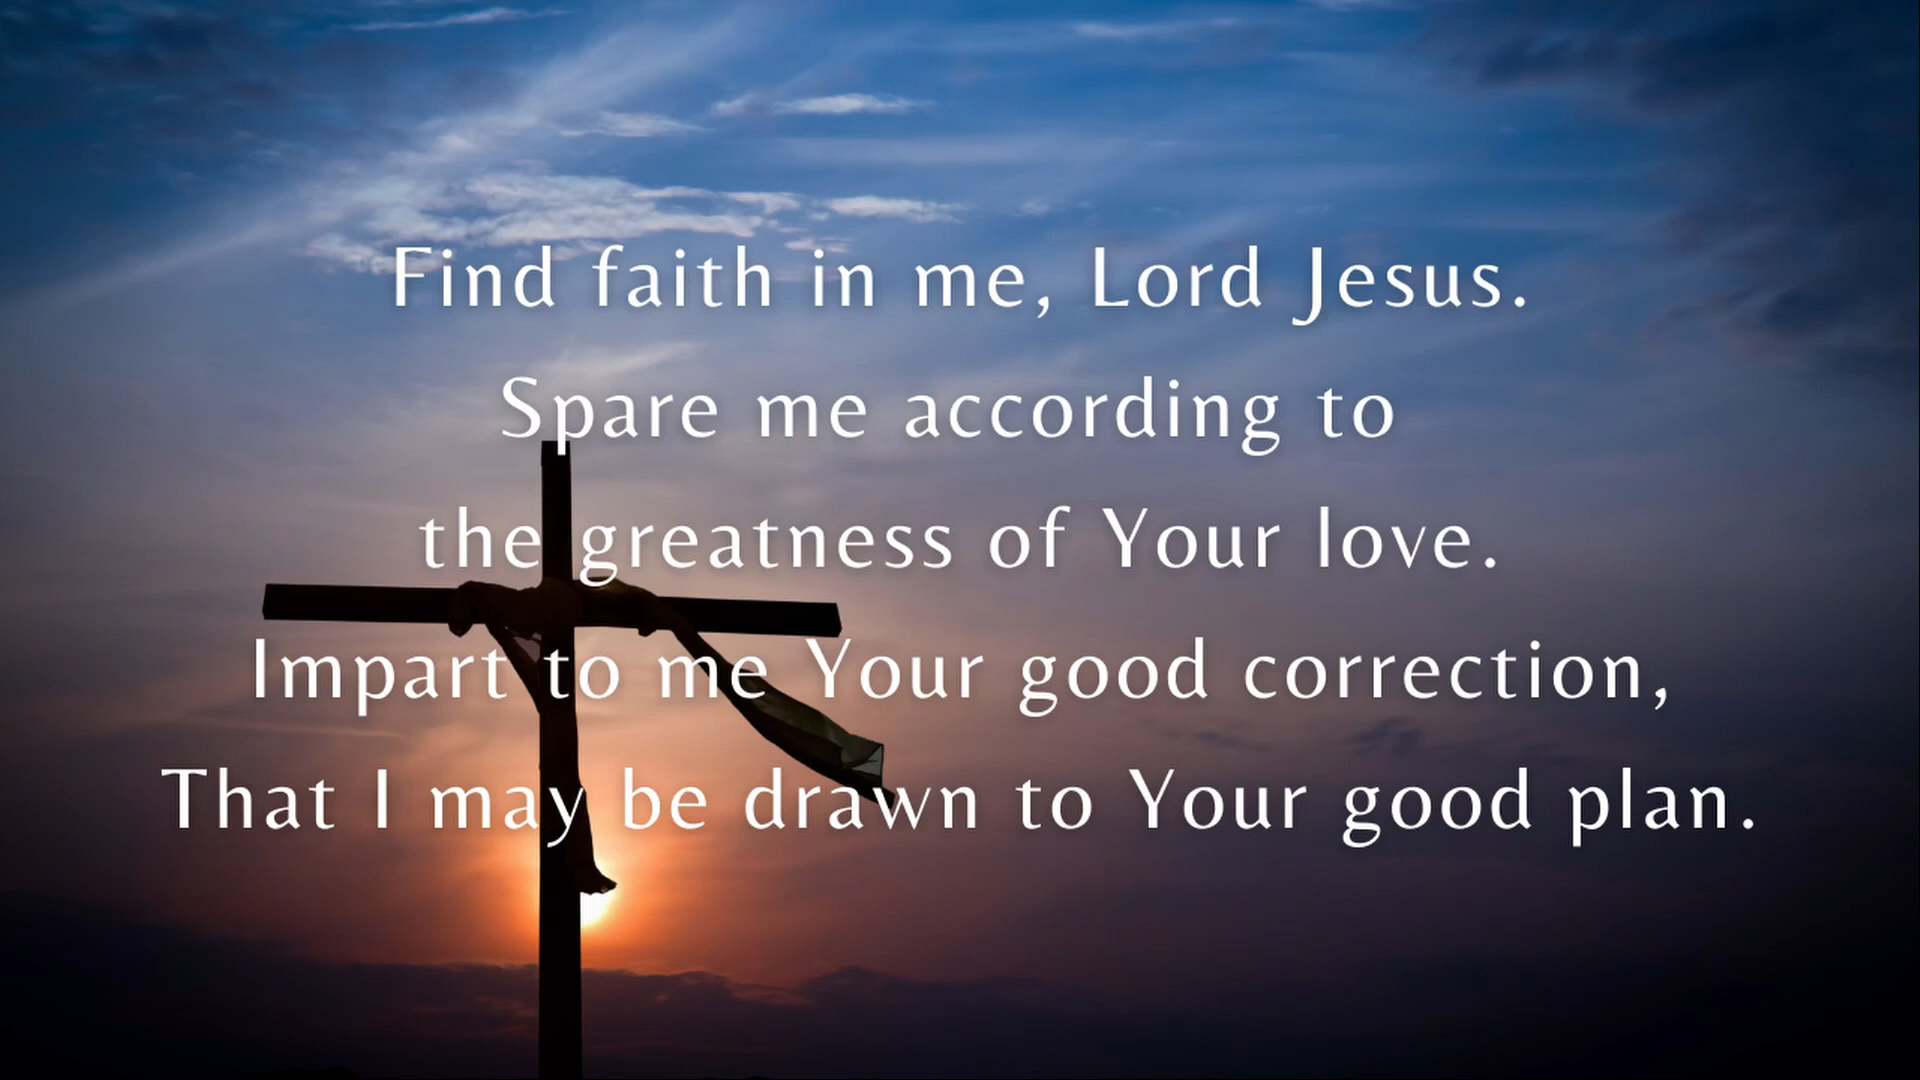 Find faith in me, Lord Jesus.
Spare me according to
the greatness of Your love.
Impart to me Your good correction,
That I may be drawn to Your good plan.